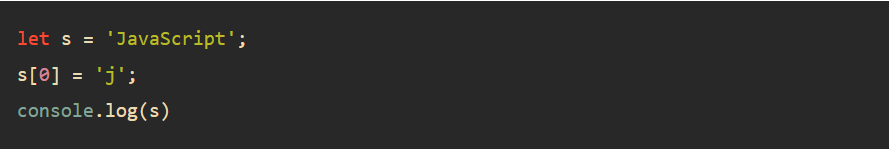 let s = 'JavaScript';
s[0] = 'j';
console.log(s)